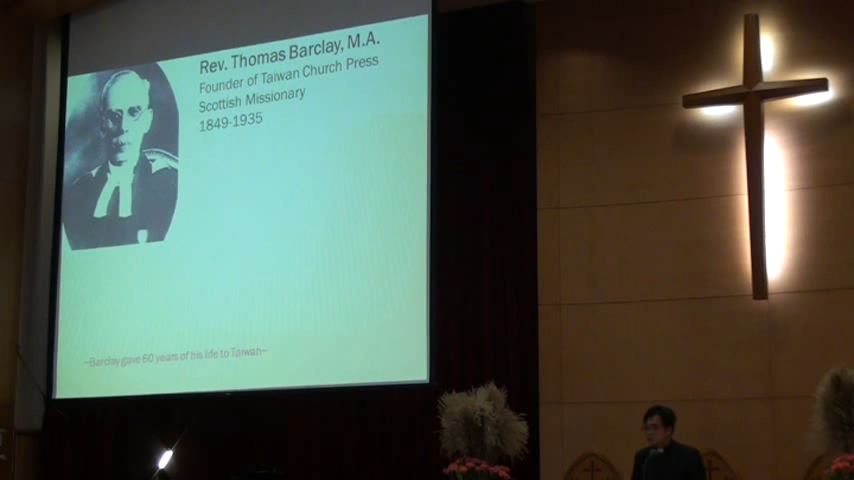 Rev. Thomas Barclay, M.A.
Founder of Taiwan Church Press
Scottish Missionary
1849-1935
~Barclay gave 60 years of his life to Taiwan~